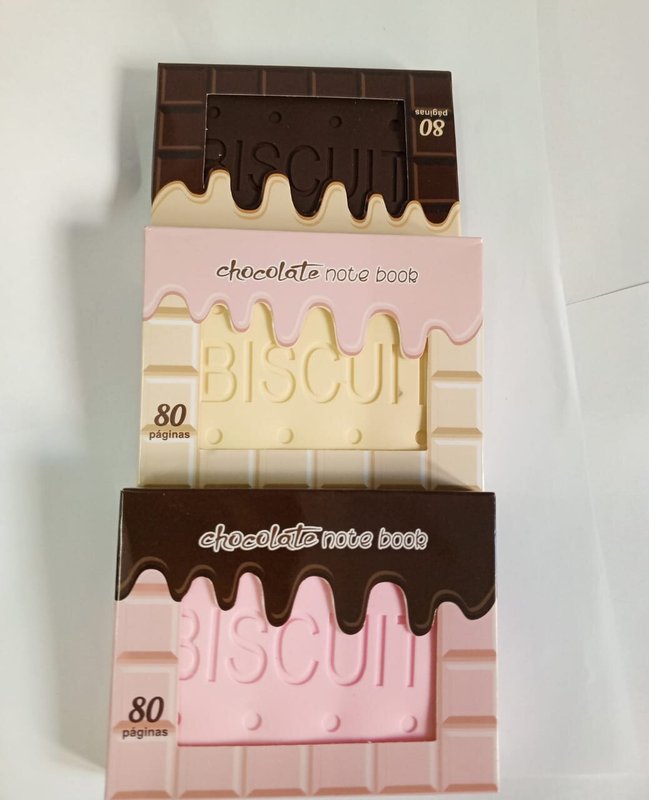 80
páginas
BISCUIT
chocolate note book
BISCUIT
80
páginas
chocolate note book
BISCUIT
80
páginas